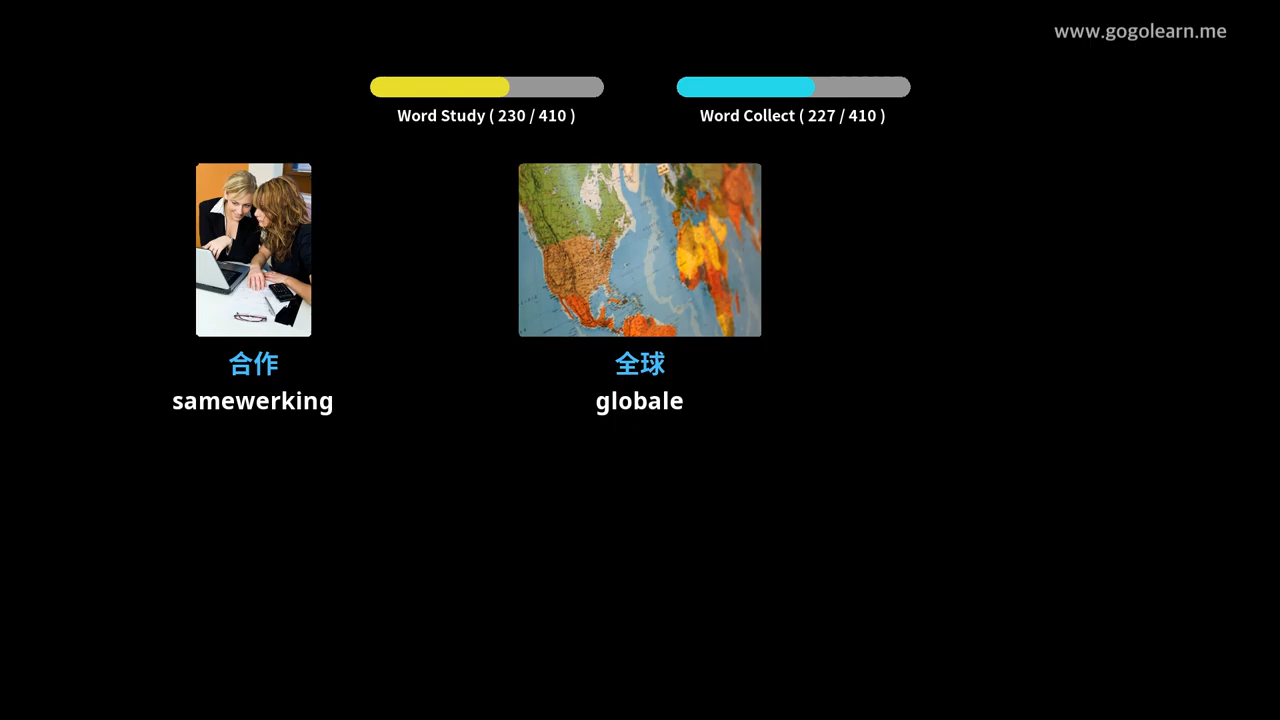 www.gogolearn.me
Word Study ( 230 / 410 )
Word Collect ( 227 / 410 )
合作
samewerking
全球
globale